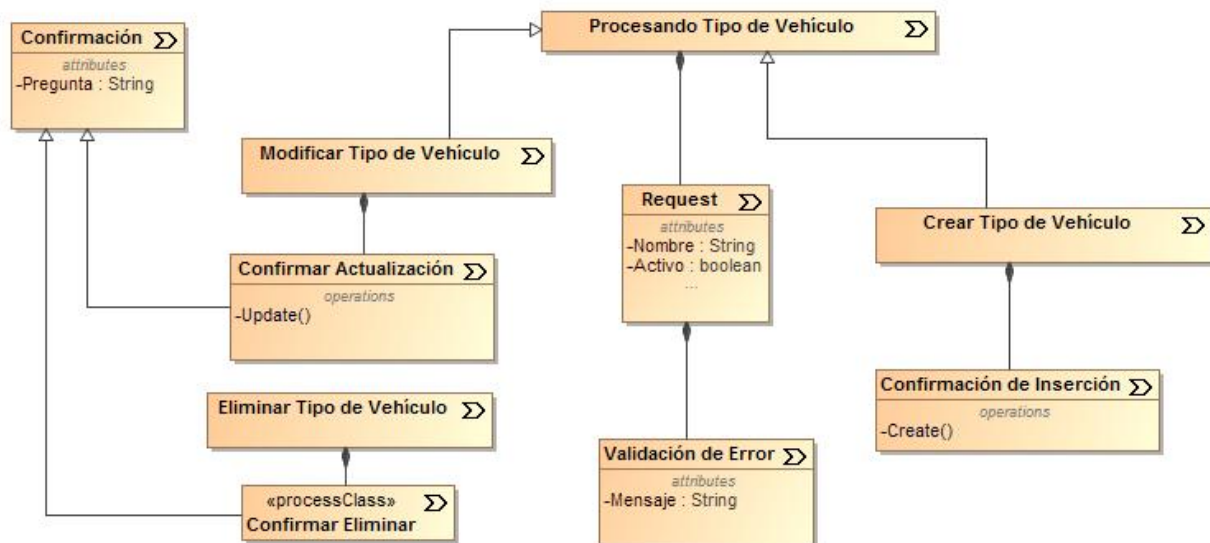 Confirmación
attributes
-Pregunta : String
Procesando Tipo de Vehículo
Modificar Tipo de Vehículo
Request
attributes
-Nombre : String
-Activo : boolean
...
Crear Tipo de Vehículo
Confirmar Actualización
operations
-Update()
Confirmación de Inserción
operations
-Create()
Eliminar Tipo de Vehículo
Validación de Error
attributes
-Mensaje : String
«processClass»
Confirmar Eliminar